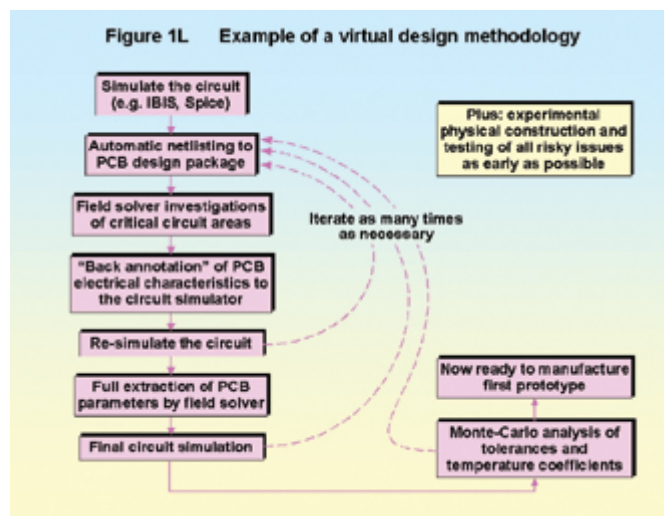 Figure 1L Example of a virtual design methodology
Simulate the circuit
(e.g. IBIS, Spice)
Automatic netlisting to
PCB design package
Field solver investigations
of critical circuit areas
"Back annotation" of PCB
electrical characteristics to
the circuit simulator
Re-simulate the circuit
Full extraction of PCB
parameters by field solver
Final circuit simulation
Plus: experimental
physical construction and
testing of all risky issues
as early as possible
Iterate as many times
as necessary
Now ready to manufacture
first prototype
Monte-Carlo analysis of
tolerances and
temperature coefficients